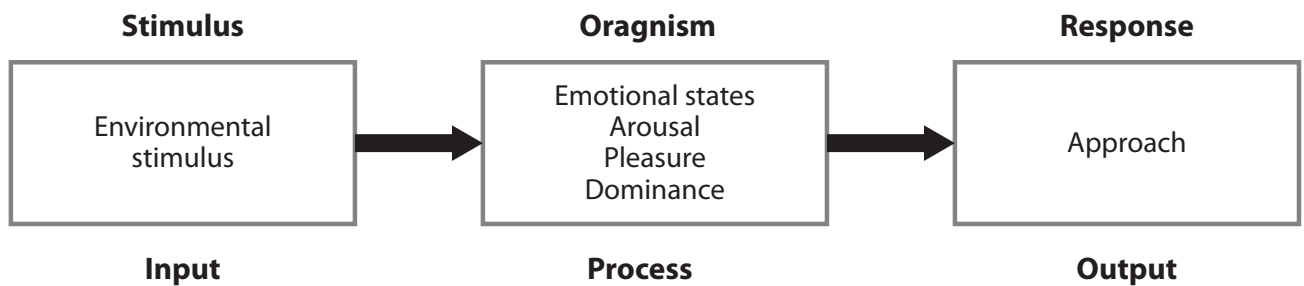 Stimulus
Oragnism
Response
Environmental
stimulus
Emotional states
Arousal
Pleasure
Dominance
Approach
Input
Process
Output